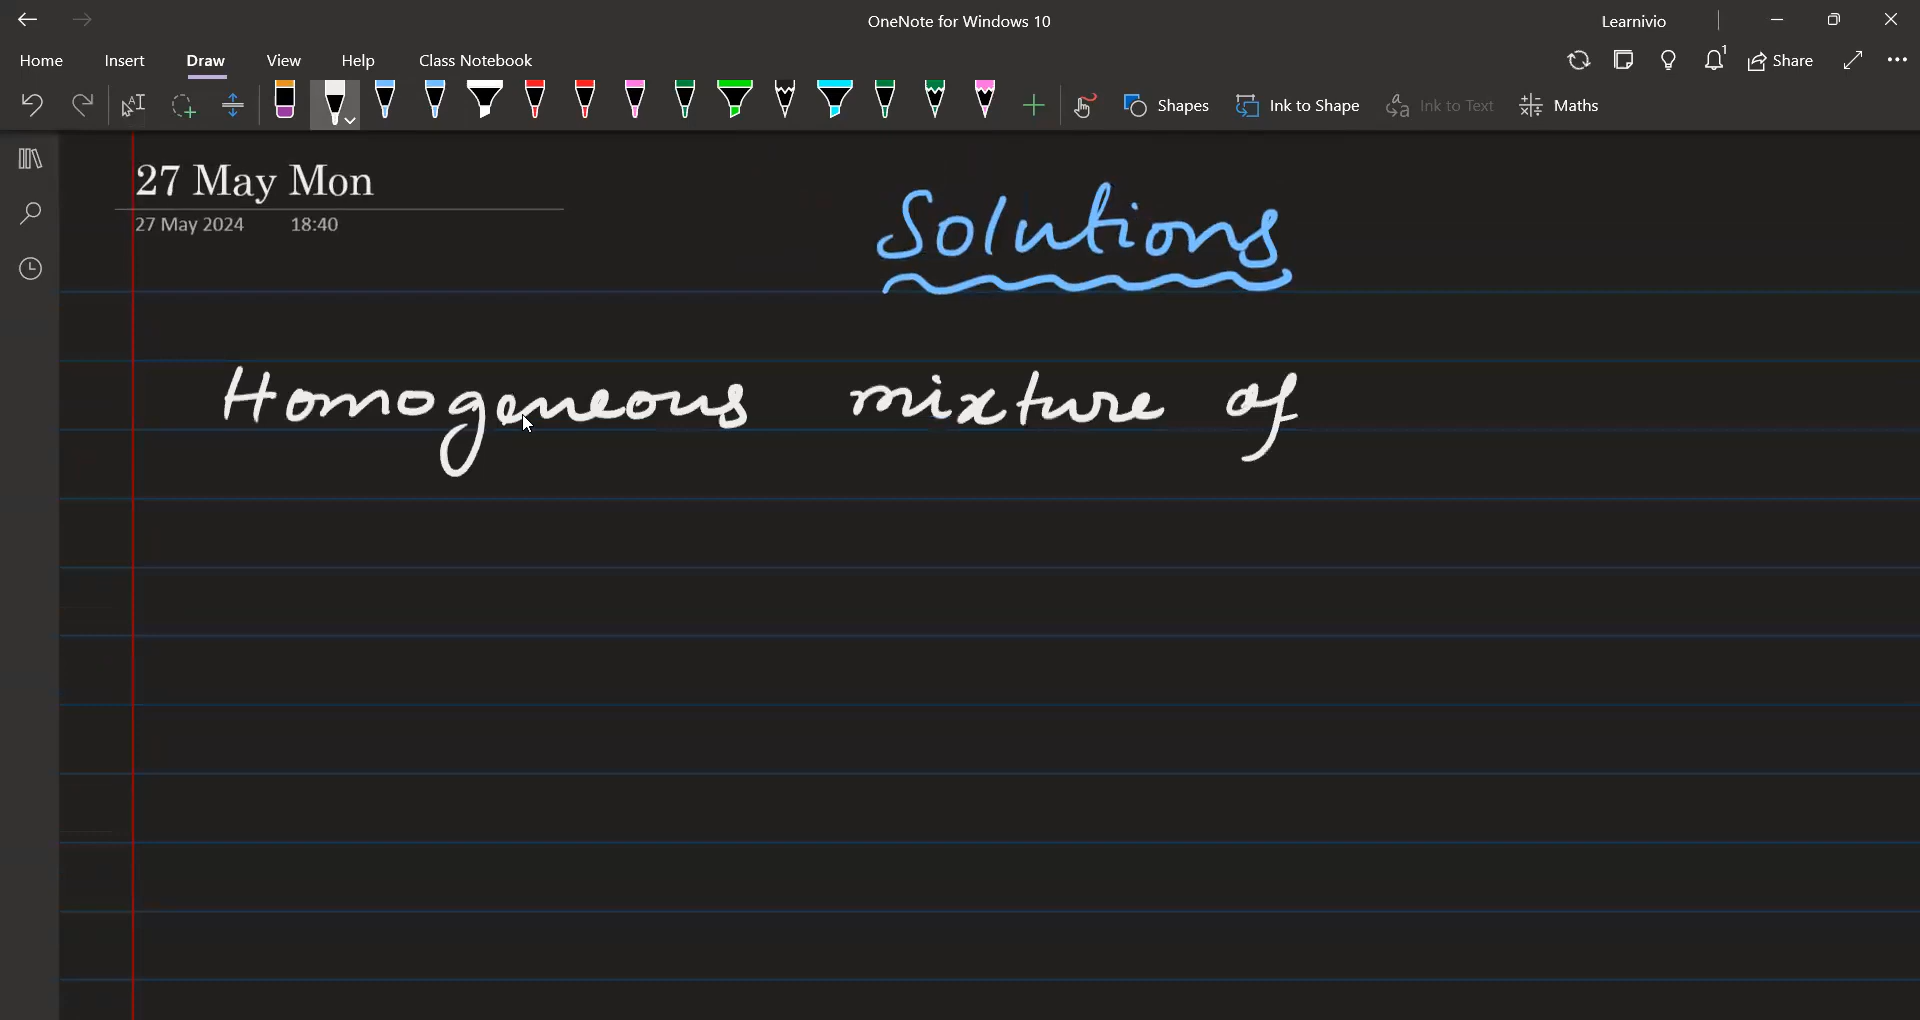 OneNote for Windows 10
Learnivio
Home Insert Draw View Help Class Notebook
1 Share
Shapes Ink to Shape Ink to Text Maths
27 May Mon
27 May 2024 18:40
Solutions
Homogeneous mixture of